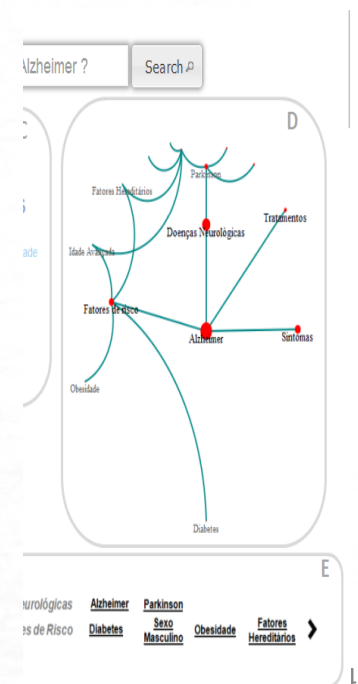 Alzheimer ?
Search
D
Parkinson
Fatores Hereditários
Tratamentos
Doenças Neurológicas
Idade Avançada
ade
Fatores de risco
Alzheimer
Sintomas
Obesidade
Diabetes
E
eurológicas Alzheimer Parkinson
es de Risco Diabetes Sexo Masculino Obesidade Fatores Hereditários